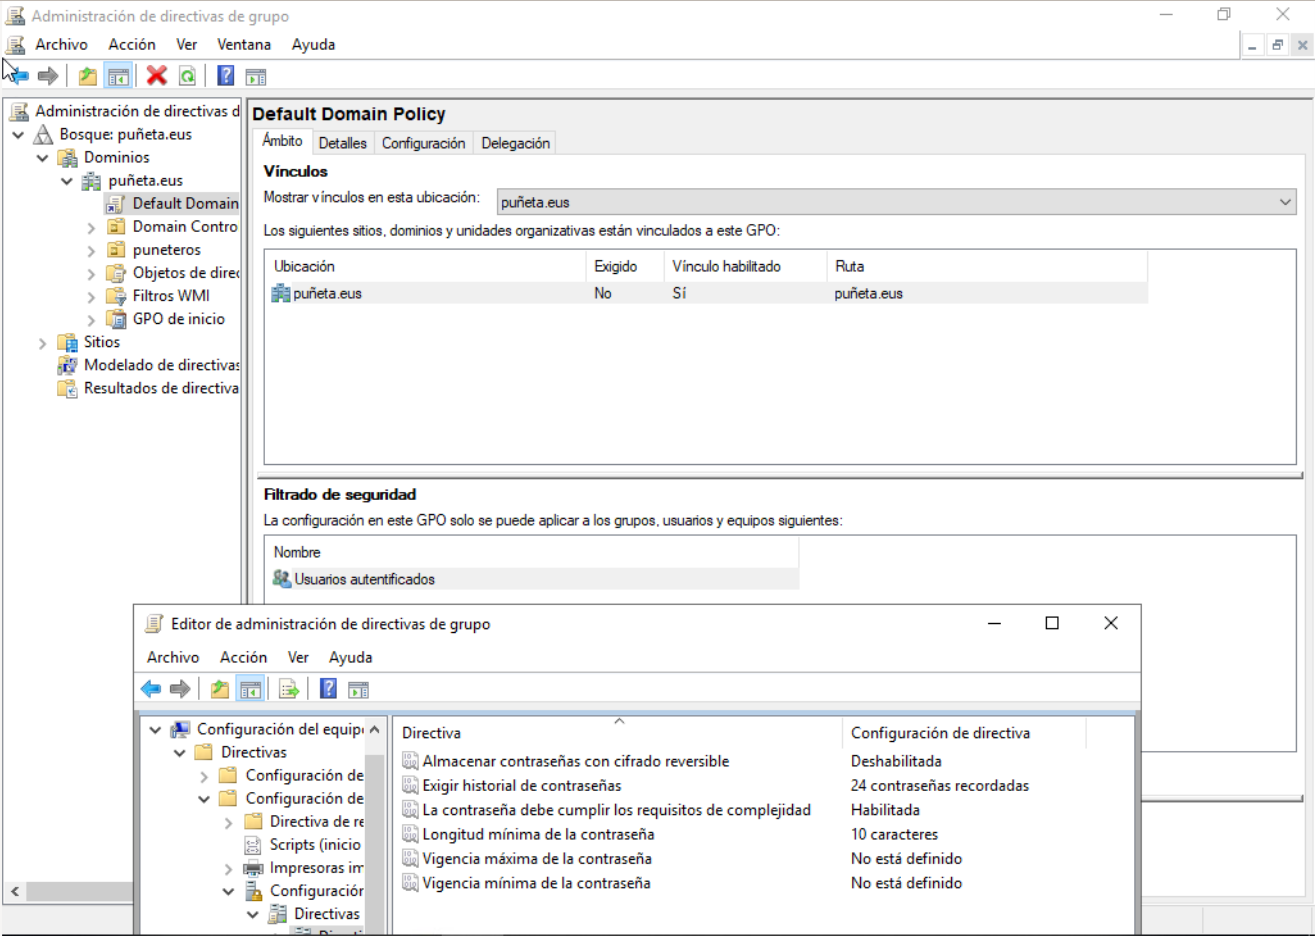 Administración de directivas de grupo
Archivo Acción Ver Ventana Ayuda
Administración de directivas d
Bosque: puñeta.eus
Dominios
puñeta.eus
Default Domain
Domain Contro
puneteros
Objetos de direc
Filtros WMI
GPO de inicio
Sitios
Modelado de directivas
Resultados de directiva
Default Domain Policy
Ámbito Detalles Configuración Delegación
Vínculos
Mostrar vínculos en esta ubicación: puñeta.eus
Los siguientes sitios, dominios y unidades organizativas están vinculados a este GPO:
Ubicación Exigido Vínculo habilitado Ruta
puñeta.eus No Sí puñeta.eus
Filtrado de seguridad
La configuración en este GPO solo se puede aplicar a los grupos, usuarios y equipos siguientes:
Nombre
Usuarios autentificados
Editor de administración de directivas de grupo
Archivo Acción Ver Ayuda
Configuración del equip
Directivas
Configuración de
Configuración de
Directiva de re
Scripts (inicio
Impresoras im
Configuración
Directivas
Directiva Configuración de directiva
Almacenar contraseñas con cifrado reversible Deshabilitada
Exigir historial de contraseñas 24 contraseñas recordadas
La contraseña debe cumplir los requisitos de complejidad Habilitada
Longitud mínima de la contraseña 10 caracteres
Vigencia máxima de la contraseña No está definido
Vigencia mínima de la contraseña No está definido